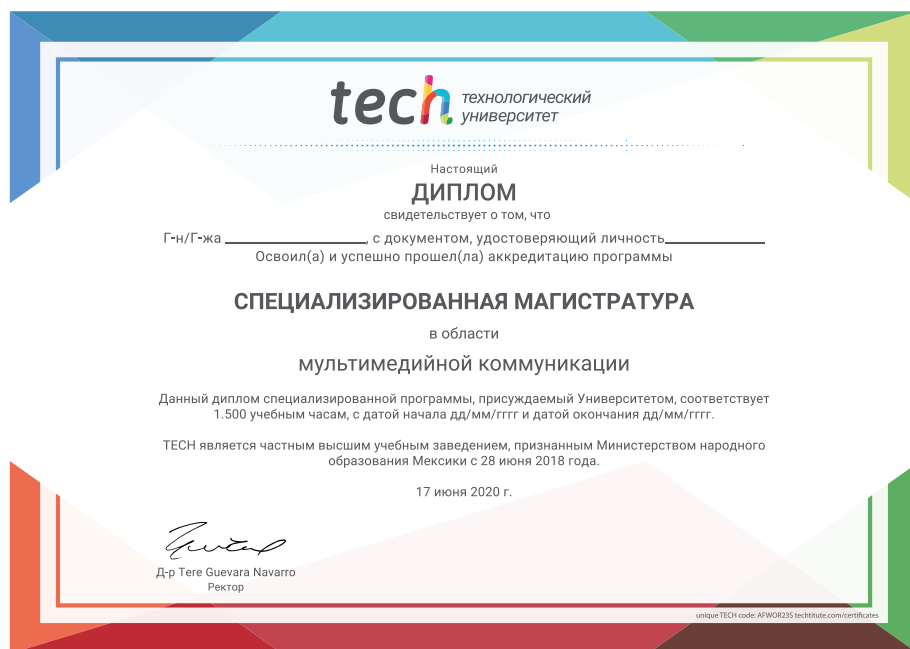 tech технологический
университет
Настоящий
ДИПЛОМ
свидетельствует о том, что
Г-н/Г-жа ____________________, с документом, удостоверяющий личность______________
Освоил(а) и успешно прошел(ла) аккредитацию программы
СПЕЦИАЛИЗИРОВАННАЯ МАГИСТРАТУРА
в области
мультимедийной коммуникации
Данный диплом специализированной программы, присуждаемый Университетом, соответствует
1.500 учебным часам, с датой начала дд/мм/гггг и датой окончания дд/мм/гггг.
TECH является частным высшим учебным заведением, признанным Министерством народного
образования Мексики с 28 июня 2018 года.
17 июня 2020 г.
Д-р Tere Guevara Navarro
Ректор
unique TECH code: AFWOR23S techtitute.com/certificates